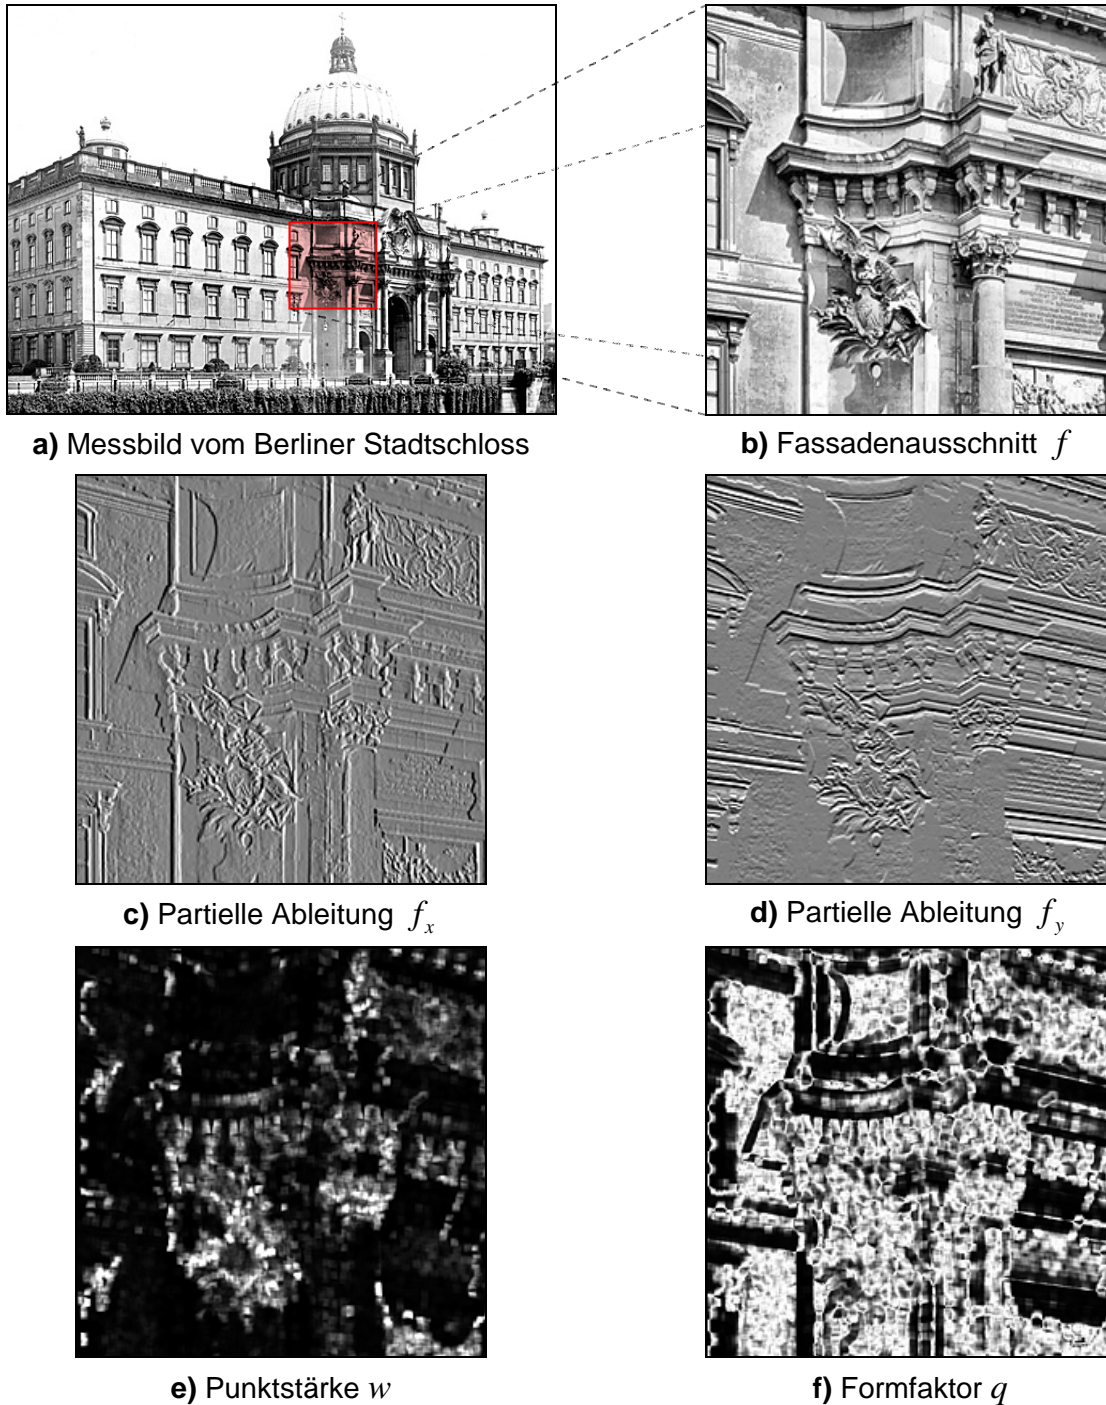 a) Messbild vom Berliner Stadtschloss
b) Fassadenausschnitt f
c) Partielle Ableitung f_x
d) Partielle Ableitung f_y
e) Punktstärke w
f) Formfaktor q